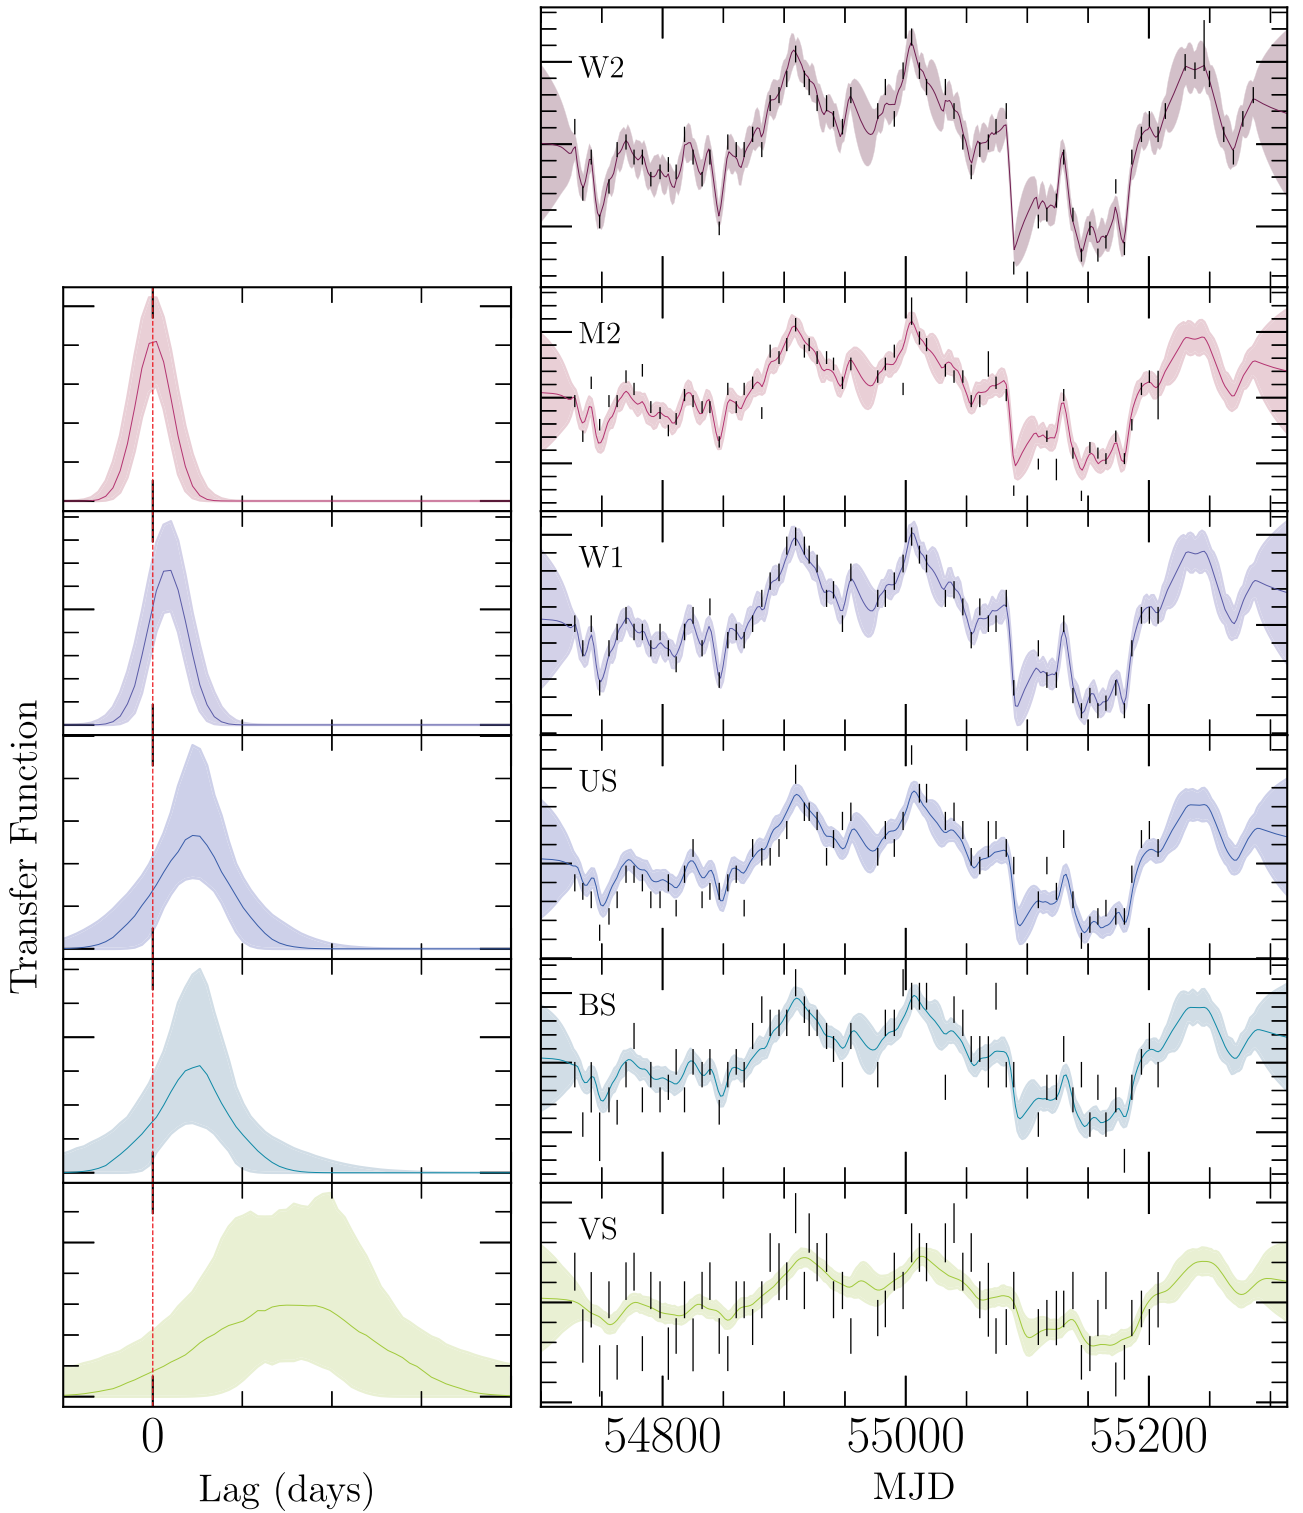 W2
M2
W1
US
BS
VS
Transfer Function
0
54800
55000
55200
Lag (days)
MJD